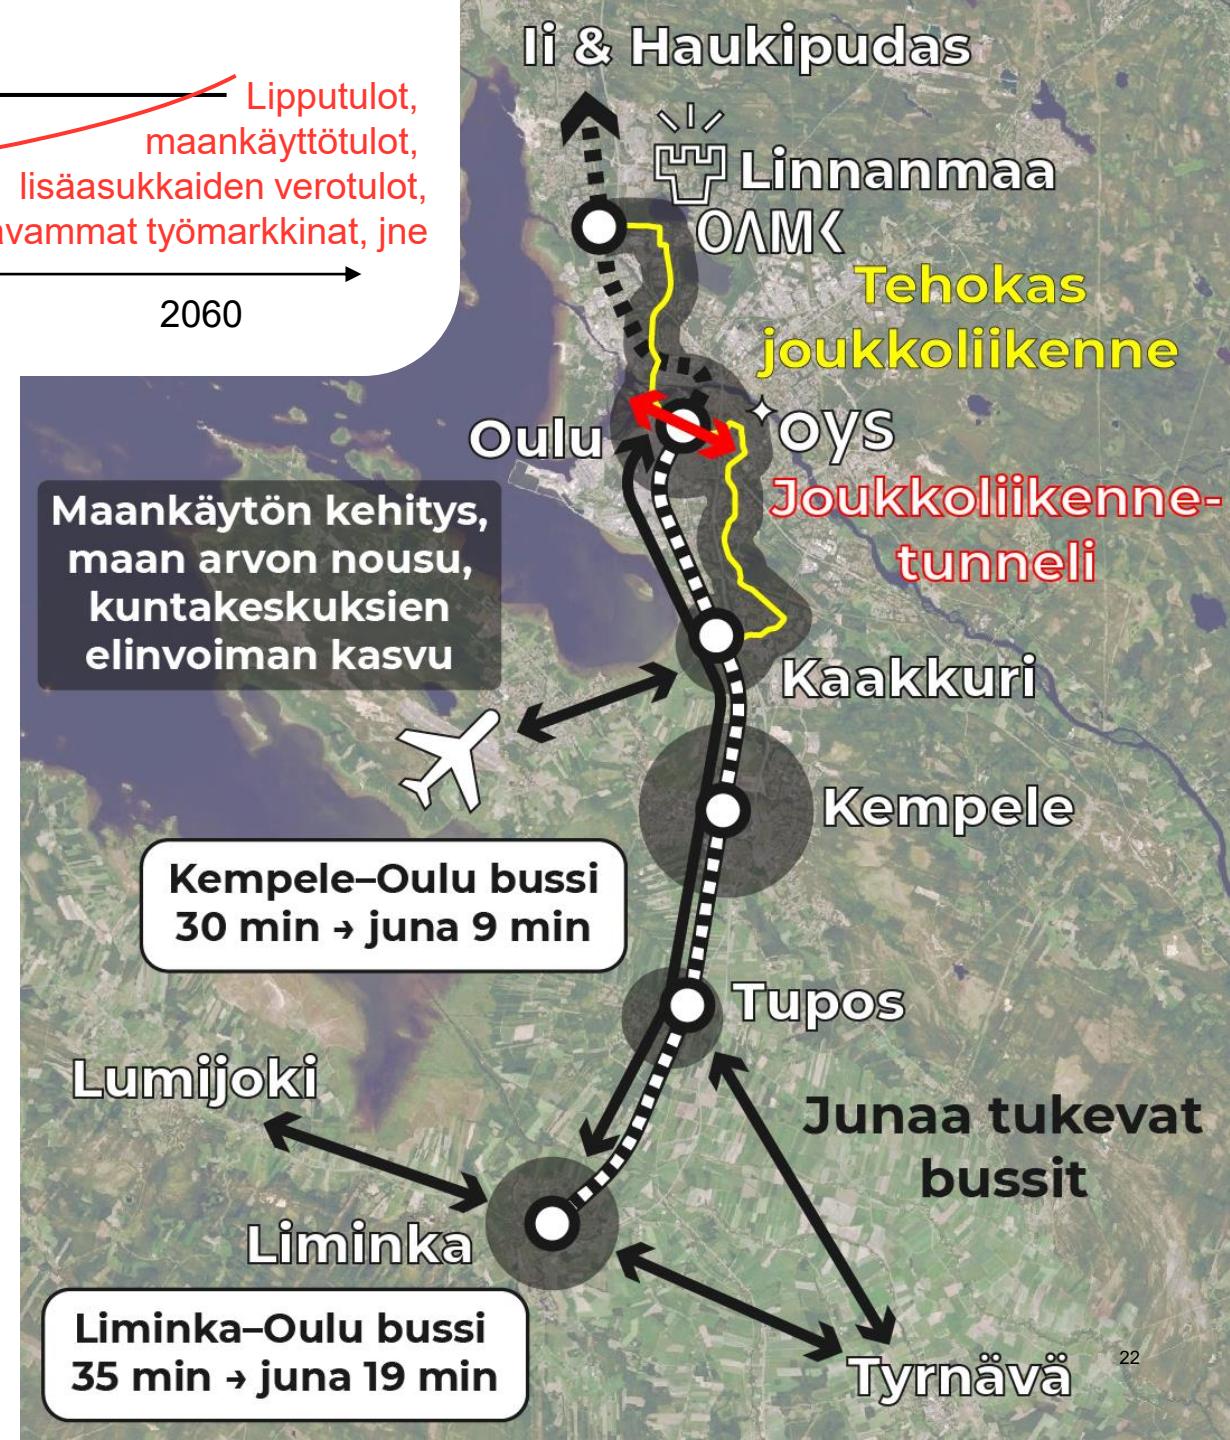 Lipputulot,
maankäyttötulot,
lisäasukkaiden verotulot,
työmarkkinat, jne
2060
Ii & Haukipudas
Linnanmaa
OAMK
Tehokas
joukkoliikenne
Oulu
oys
Joukkoliikenne-
tunneli
Maankäytön kehitys,
maan arvon nousu,
kuntakeskuksien
elinvoiman kasvu
Kaakkuri
Kempele
Kempele–Oulu bussi
30 min → juna 9 min
Tupos
Lumijoki
Junaa tukevat
bussit
Liminka
Liminka–Oulu bussi
35 min → juna 19 min
Tyrnävä
22